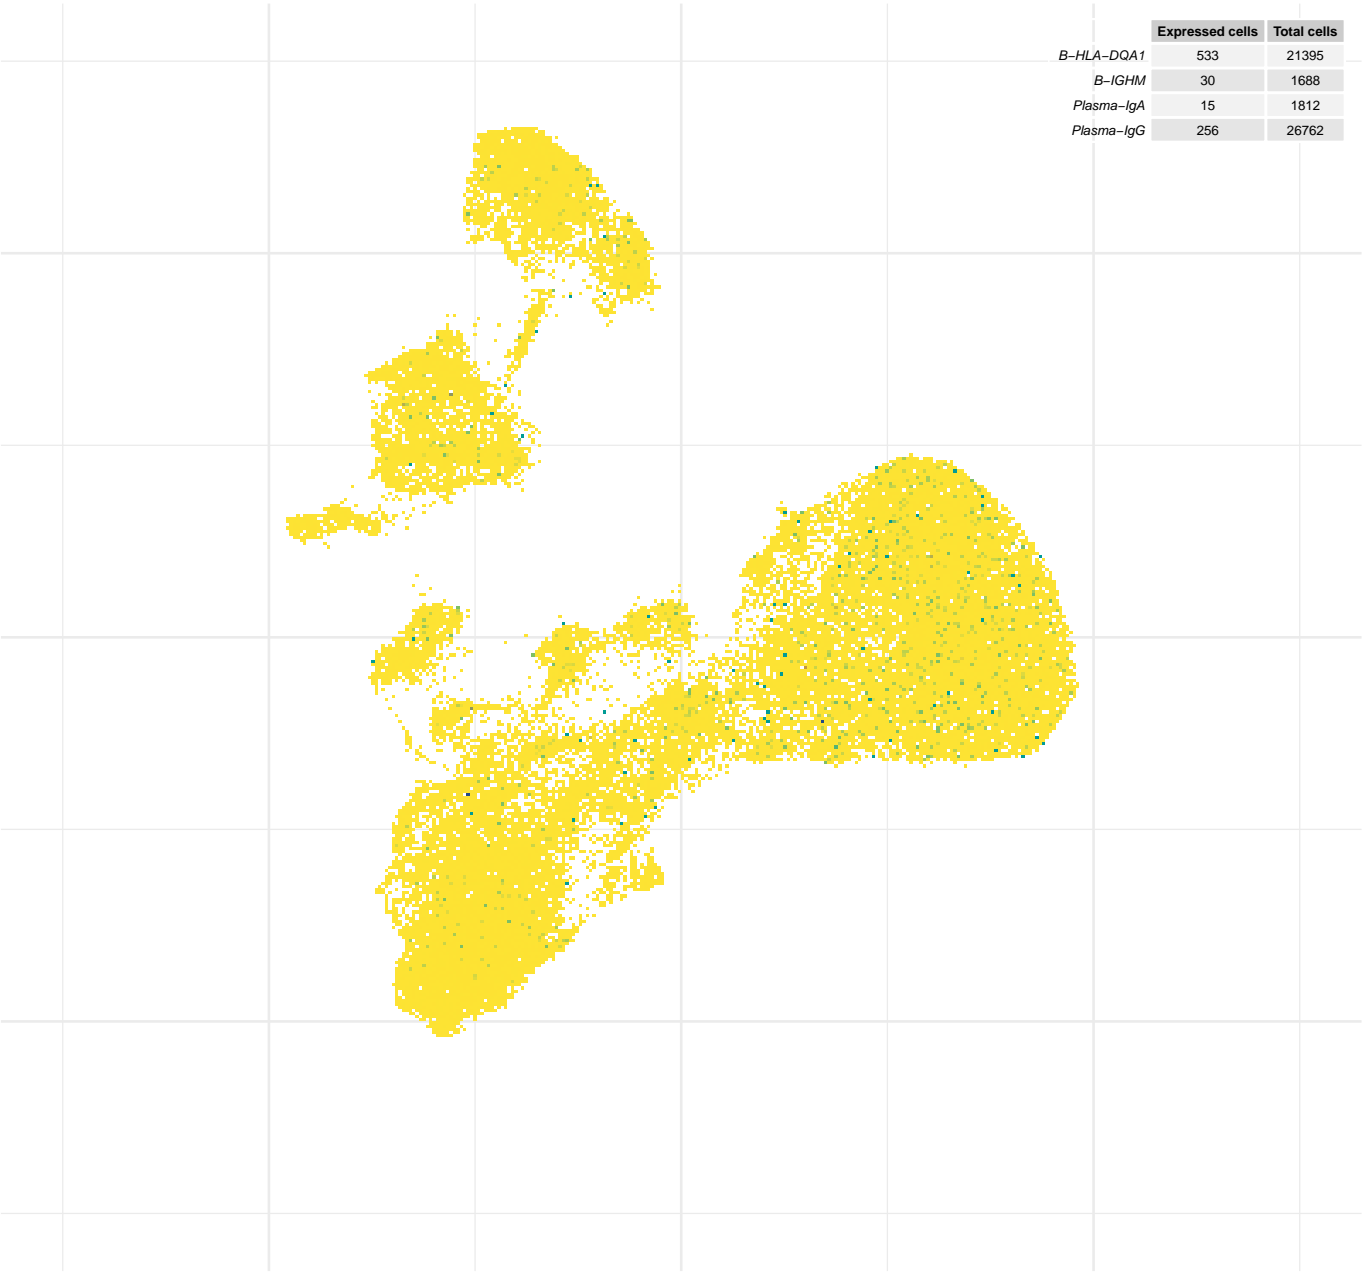 Expressed cells Total cells
B−HLA−DQA1 533 21395
B−IGHM 30 1688
Plasma−IgA 15 1812
Plasma−IgG 256 26762